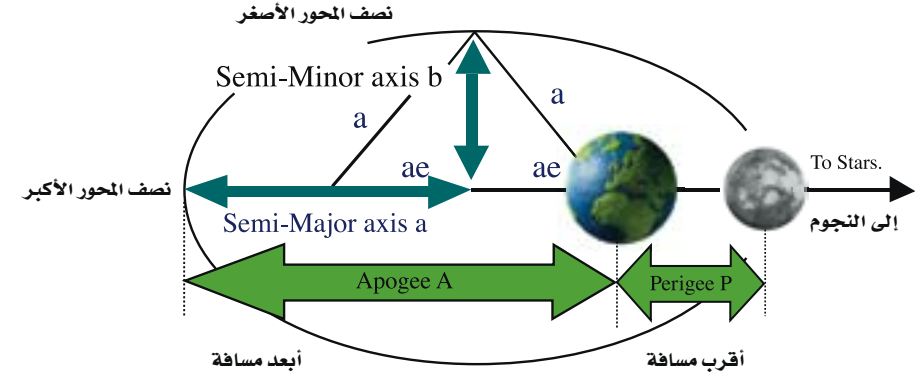 نصف المحور الأصغر
Semi-Minor axis b
a
a
ae
ae
To Stars.
نصف المحور الأكبر
إلى النجوم
Semi-Major axis a
Apogee A
Perigee P
أبعد مسافة
أقرب مسافة